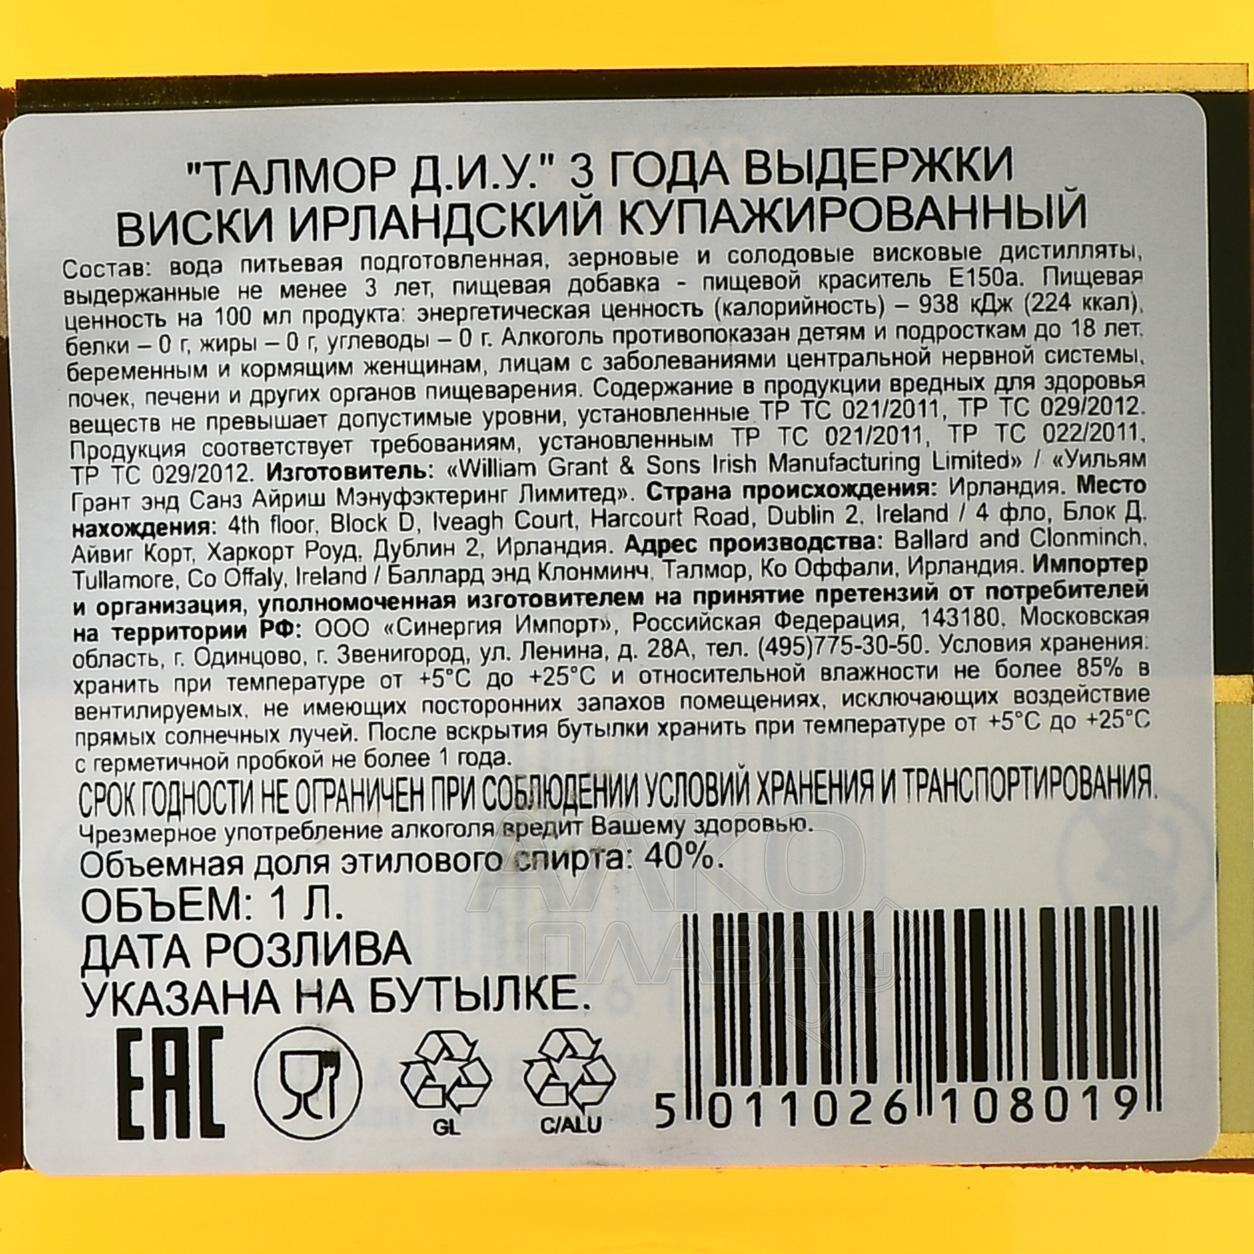 "ТАЛМОР Д.И.У." 3 ГОДА ВЫДЕРЖКИ
ВИСКИ ИРЛАНДСКИЙ КУПАЖИРОВАННЫЙ
Состав: вода питьевая подготовленная, зерновые и солодовые висковые дистилляты,
выдержанные не менее 3 лет, пищевая добавка - пищевой краситель Е150а. Пищевая
ценность на 100 мл продукта: энергетическая ценность (калорийность) – 938 кДж (224 ккал),
белки – 0 г, жиры – 0 г, углеводы – 0 г. Алкоголь противопоказан детям и подросткам до 18 лет,
беременным и кормящим женщинам, лицам с заболеваниями центральной нервной системы,
почек, печени и других органов пищеварения. Содержание в продукции вредных для здоровья
веществ не превышает допустимые уровни, установленные ТР ТС 021/2011, ТР ТС 029/2012.
Продукция соответствует требованиям, установленным ТР ТС 021/2011, ТР ТС 022/2011,
ТР ТС 029/2012. Изготовитель: «William Grant & Sons Irish Manufacturing Limited» / «Уильям
Грант энд Санз Айриш Мэнуфэктеринг Лимитед». Страна происхождения: Ирландия. Место
нахождения: 4th floor, Block D, Iveagh Court, Harcourt Road, Dublin 2, Ireland / 4 фло, Блок Д,
Айвиг Корт, Харкорт Роуд, Дублин 2, Ирландия. Адрес производства: Ballard and Clonminch,
Tullamore, Co Offaly, Ireland / Баллард энд Клонминч, Талмор, Ко Оффали, Ирландия. Импортер
и организация, уполномоченная изготовителем на принятие претензий от потребителей
на территории РФ: ООО «Синергия Импорт», Российская Федерация, 143180, Московская
область, г. Одинцово, г. Звенигород, ул. Ленина, д. 28А, тел. (495)775-30-50. Условия хранения:
хранить при температуре от +5°С до +25°С и относительной влажности не более 85% в
вентилируемых, не имеющих посторонних запахов помещениях, исключающих воздействие
прямых солнечных лучей. После вскрытия бутылки хранить при температуре от +5°С до +25°С
с герметичной пробкой не более 1 года.
СРОК ГОДНОСТИ НЕ ОГРАНИЧЕН ПРИ СОБЛЮДЕНИИ УСЛОВИЙ ХРАНЕНИЯ И ТРАНСПОРТИРОВАНИЯ.
Чрезмерное употребление алкоголя вредит Вашему здоровью.
Объемная доля этилового спирта: 40%.
ОБЪЕМ: 1 Л.
ДАТА РОЗЛИВА
УКАЗАНА НА БУТЫЛКЕ.
АЛКО
ПЛАВА
.ru
EAC
GL
C/ALU
5 011026 108019